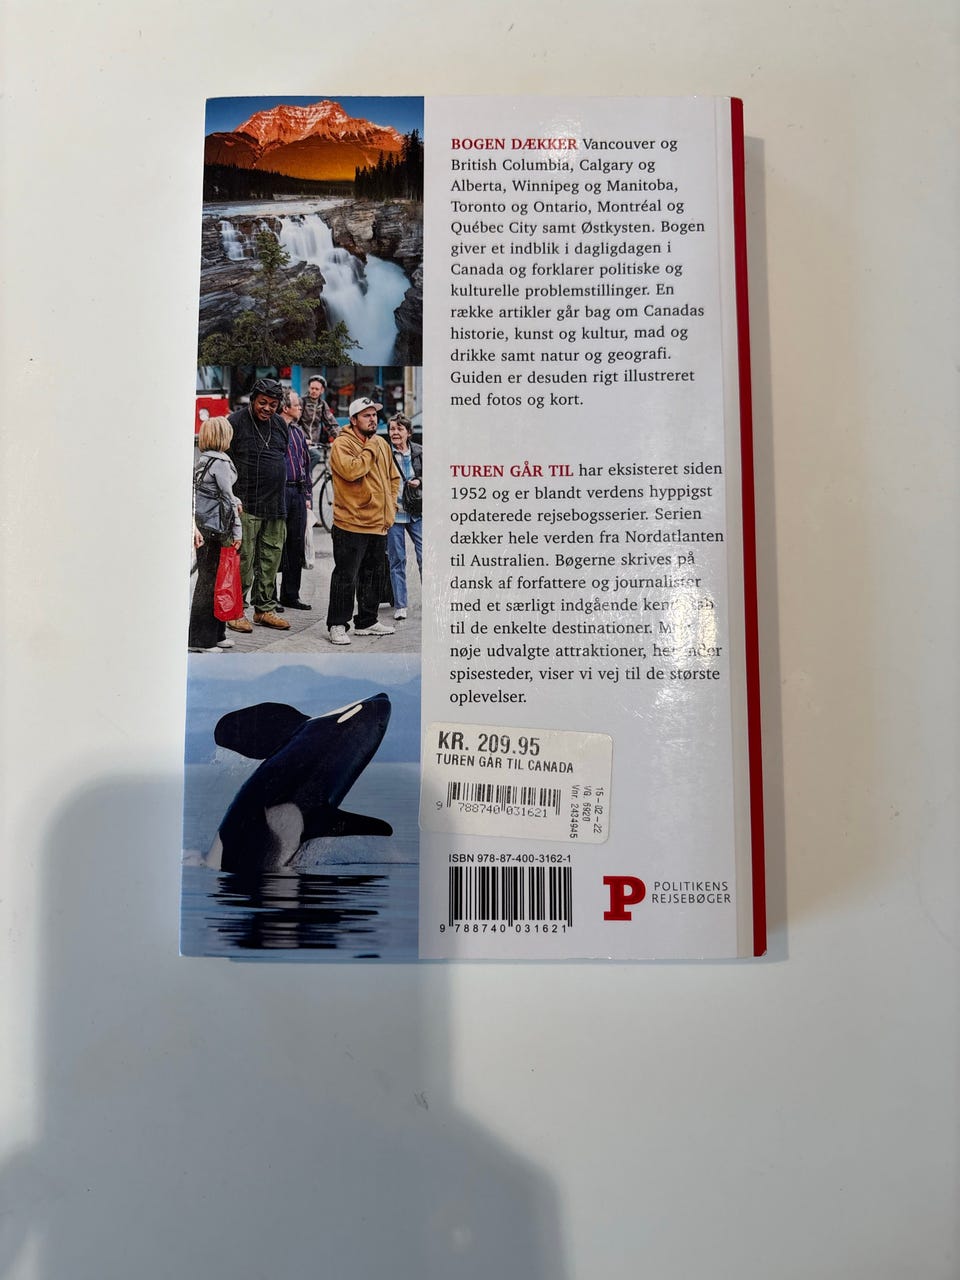 BOGEN DÆKKER Vancouver og
British Columbia, Calgary og
Alberta, Winnipeg og Manitoba,
Toronto og Ontario, Montréal og
Québec City samt Østkysten. Bogen
giver et indblik i dagligdagen i
Canada og forklarer politiske og
kulturelle problemstillinger. En
række artikler går bag om Canadas
historie, kunst og kultur, mad og
drikke samt natur og geografi.
Guiden er desuden rigt illustreret
med fotos og kort.
TUREN GÅR TIL har eksisteret siden
1952 og er blandt verdens hyppigst
opdaterede rejsebogsserier. Serien
dækker hele verden fra Nordatlanten
til Australien. Bøgerne skrives på
dansk af forfattere og journalister
med et særligt indgående kendskab
til de enkelte destinationer. Med
nøje udvalgte attraktioner, herunder
spisesteder, viser vi vej til de største
oplevelser.
KR. 209.95
TUREN GÅR TIL CANADA
9 788740 031621
15-02-22
VG 6920
Vnr. 2434945
ISBN 978-87-400-3162-1
9 788740 031621
P POLITIKENS
REJSEBØGER